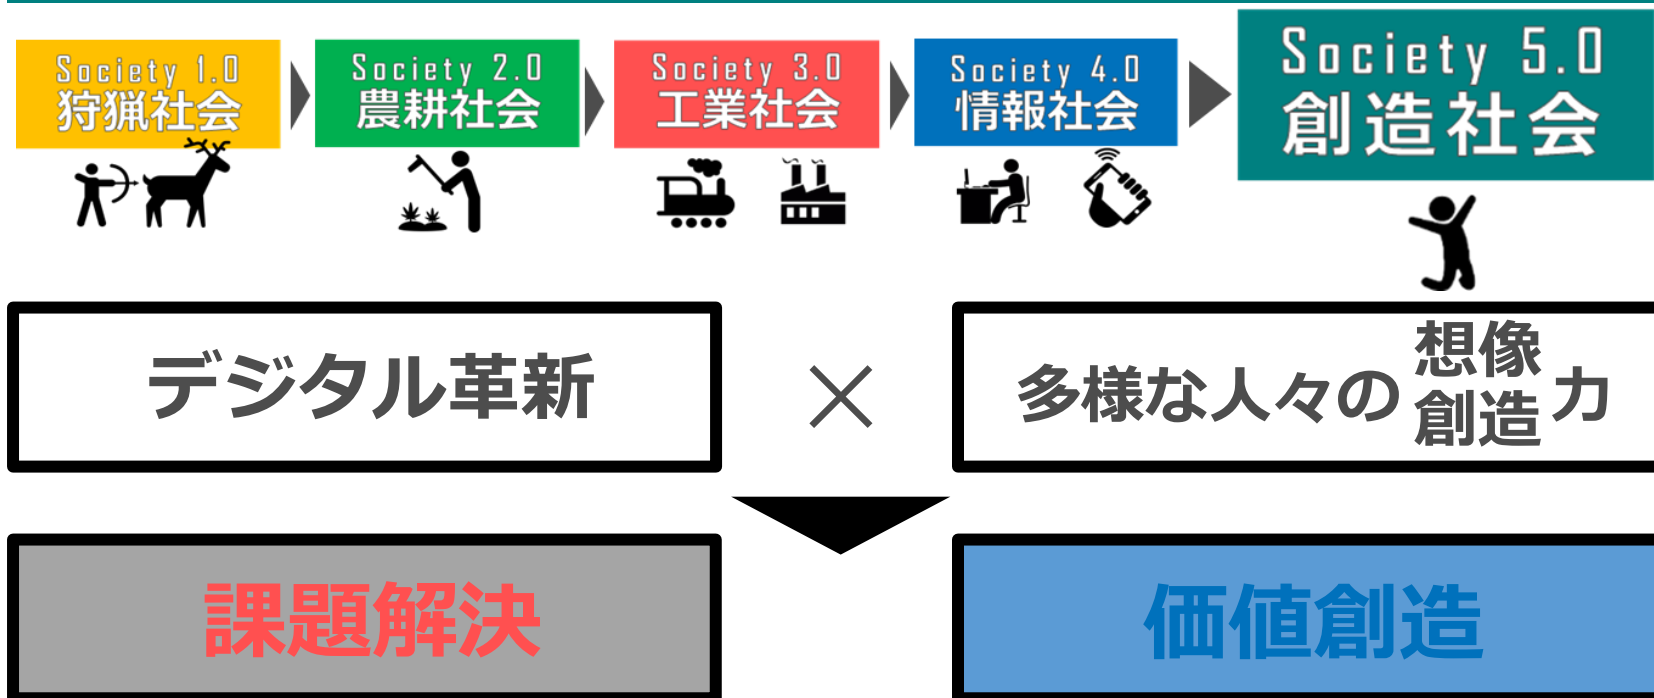 Society 1.0
狩猟社会
Society 2.0
農耕社会
Society 3.0
工業社会
Society 4.0
情報社会
Society 5.0
創造社会
デジタル革新
×
多様な人々の想像創造力
課題解決
価値創造